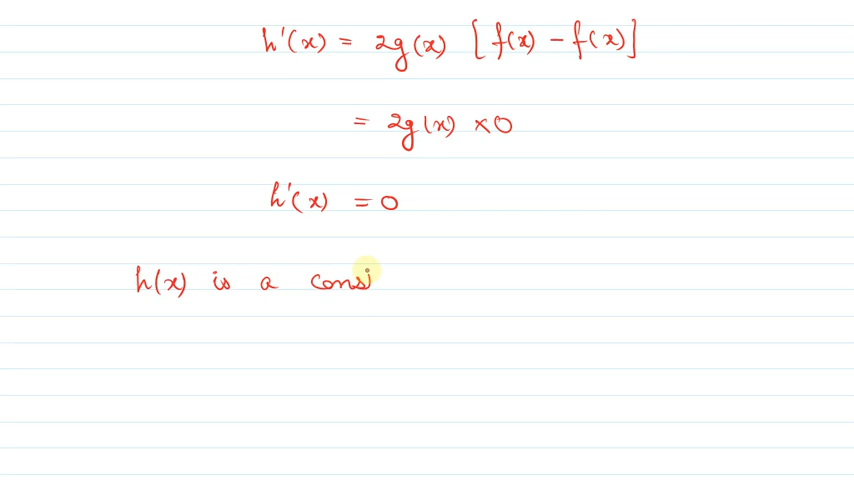 h'(x) = 2g(x) [f(x) - f(x)]
= 2g(x) × 0
h'(x) = 0
h(x) is a consi